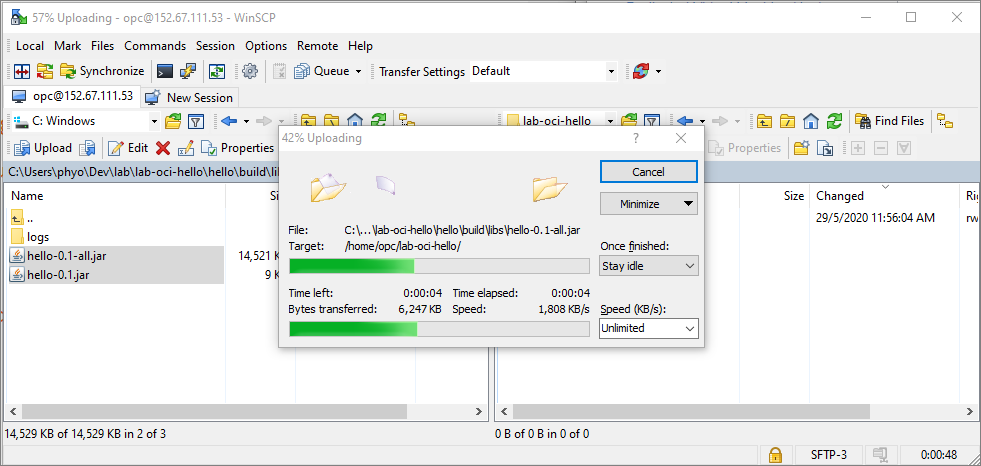 57% Uploading - opc@152.67.111.53 - WinSCP
Local Mark Files Commands Session Options Remote Help
Synchronize Queue Transfer Settings Default
opc@152.67.111.53 New Session
C: Windows lab-oci-hello Find Files
Upload Edit Properties Properties
C:\Users\phyo\Dev\lab\lab-oci-hello\hello\build\li
Name Size Changed Rig
..
29/5/2020 11:56:04 AM rw
logs
hello-0.1-all.jar 14,521 K
hello-0.1.jar 9 K
42% Uploading ?
Cancel
Minimize
File: C:\...\lab-oci-hello\hello\build\libs\hello-0.1-all.jar
Target: /home/opc/lab-oci-hello/
Once finished:
Stay idle
Time left: 0:00:04 Time elapsed: 0:00:04
Bytes transferred: 6,247 KB Speed: 1,808 KB/s
Speed (KB/s):
Unlimited
14,529 KB of 14,529 KB in 2 of 3
0 B of 0 B in 0 of 0
SFTP-3 0:00:48